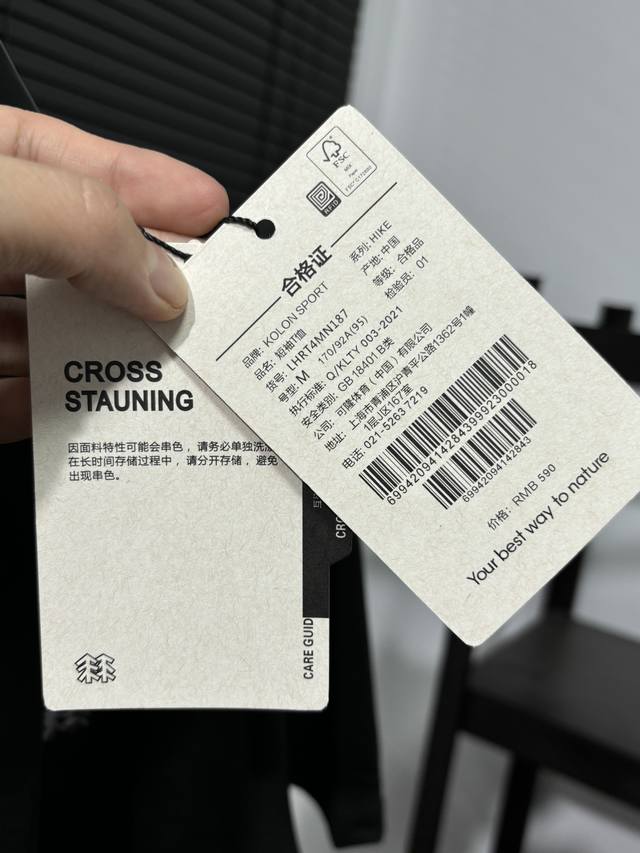 FSC
MIX
Paper
RFID
合格证
品牌: KOLON SPORT
系列: HIKE
品名: 短袖T恤
产地: 中国
货号: LHRT4MN187
等级: 合格品
号型: M 170/92A(95)
检验员: 01
执行标准: Q/KLTY 003-2021
安全类别: GB 18401 B类
公司: 可隆体育(中国)有限公司
地址: 上海市青浦区沪青平公路1362号1幢
1层J区167室
电话: 021-5263 7219
6994209414284399923000018
69942094142843
价格: RMB 590
Your best way to nature
CROSS
STAUNING
因面料特性可能会串色，请务必单独洗涤
在长时间存储过程中，请分开存储，避免
出现串色。
CARE GUID
CRO